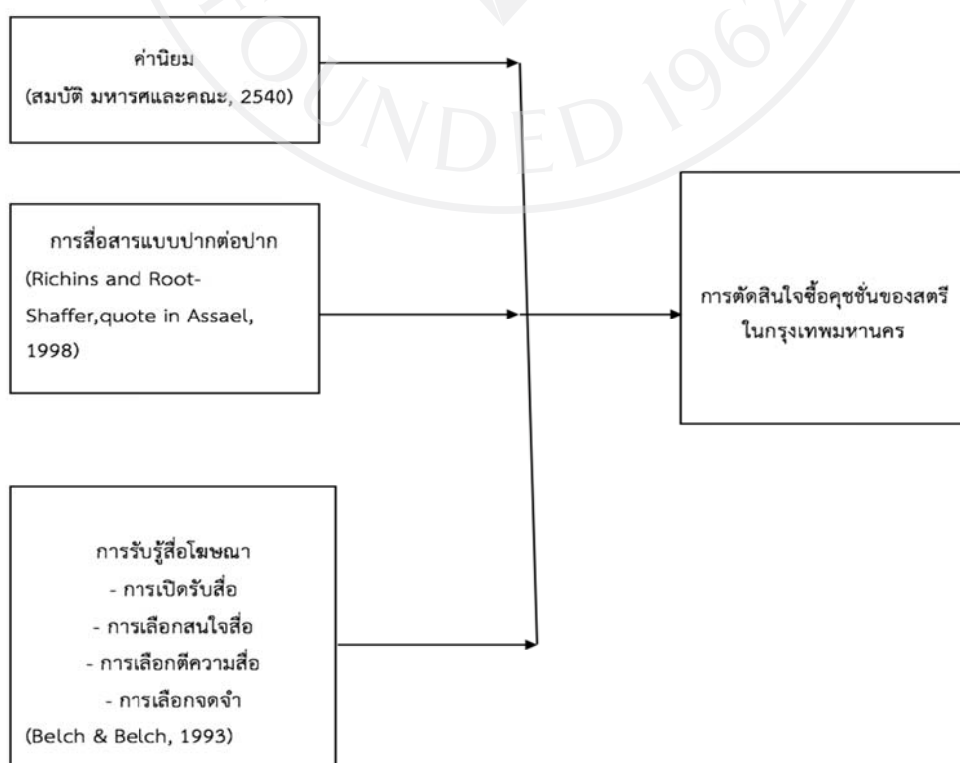 FOUNDED 1962
ค่านิยม
(สมบัติ มหารศและคณะ, 2540)
การสื่อสารแบบปากต่อปาก
(Richins and Root-
Shaffer,quote in Assael,
1998)
การตัดสินใจซื้อคุชชั่นของสตรี
ในกรุงเทพมหานคร
การรับรู้สื่อโฆษณา
- การเปิดรับสื่อ
- การเลือกสนใจสื่อ
- การเลือกตีความสื่อ
- การเลือกจดจำ
(Belch & Belch, 1993)